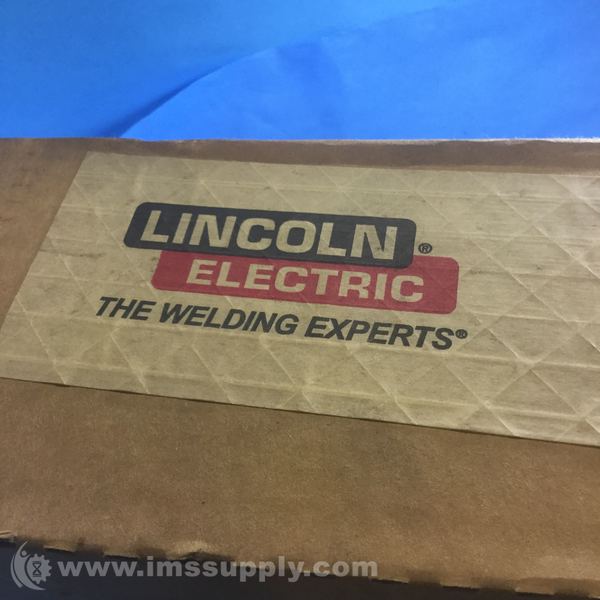 LINCOLN ®
ELECTRIC
THE WELDING EXPERTS®
www.imssupply.com